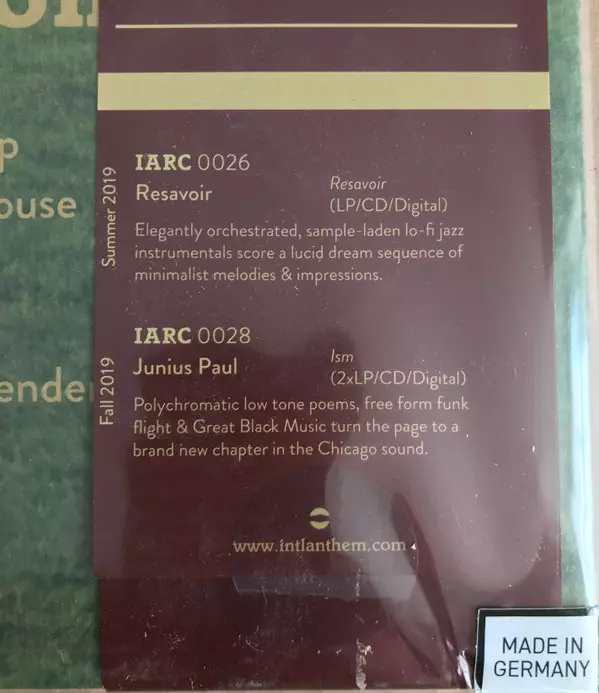 p
ouse
ende
Summer 2019
IARC 0026
Resavoir
Resavoir
(LP/CD/Digital)
Elegantly orchestrated, sample-laden lo-fi jazz
instrumentals score a lucid dream sequence of
minimalist melodies & impressions.
Fall 2019
IARC 0028
Junius Paul
Ism
(2xLP/CD/Digital)
Polychromatic low tone poems, free form funk
flight & Great Black Music turn the page to a
brand new chapter in the Chicago sound.
www.intlanthem.com
MADE IN
GERMANY